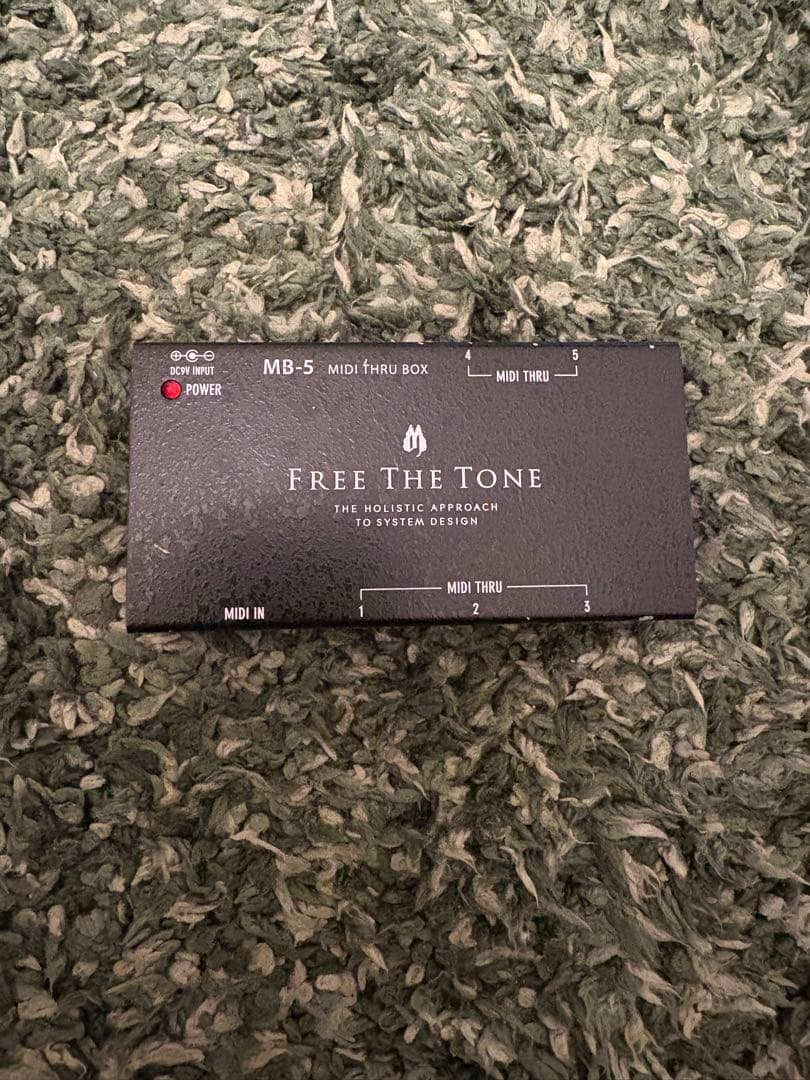 DC9V INPUT
POWER
MB-5 MIDI THRU BOX
4 5
MIDI THRU
FREE THE TONE
THE HOLISTIC APPROACH
TO SYSTEM DESIGN
MIDI IN
MIDI THRU
1 2 3